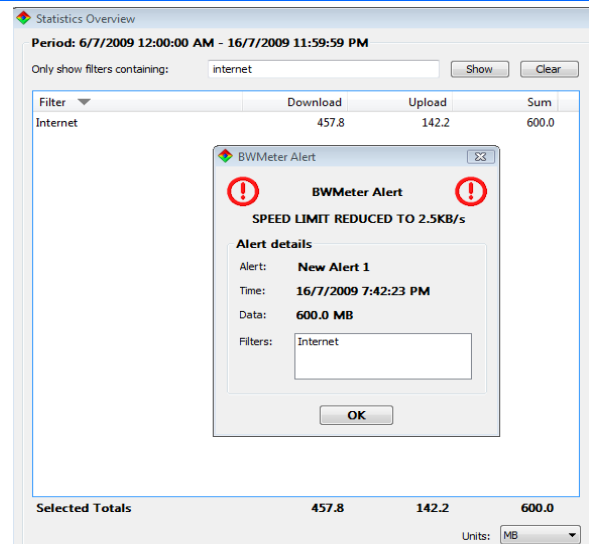 Statistics Overview
Period: 6/7/2009 12:00:00 AM - 16/7/2009 11:59:59 PM
Only show filters containing: internet Show Clear
Filter Download Upload Sum
Internet 457.8 142.2 600.0
BWMeter Alert
BWMeter Alert
SPEED LIMIT REDUCED TO 2.5KB/s
Alert details
Alert: New Alert 1
Time: 16/7/2009 7:42:23 PM
Data: 600.0 MB
Filters: Internet
OK
Selected Totals 457.8 142.2 600.0
Units: MB